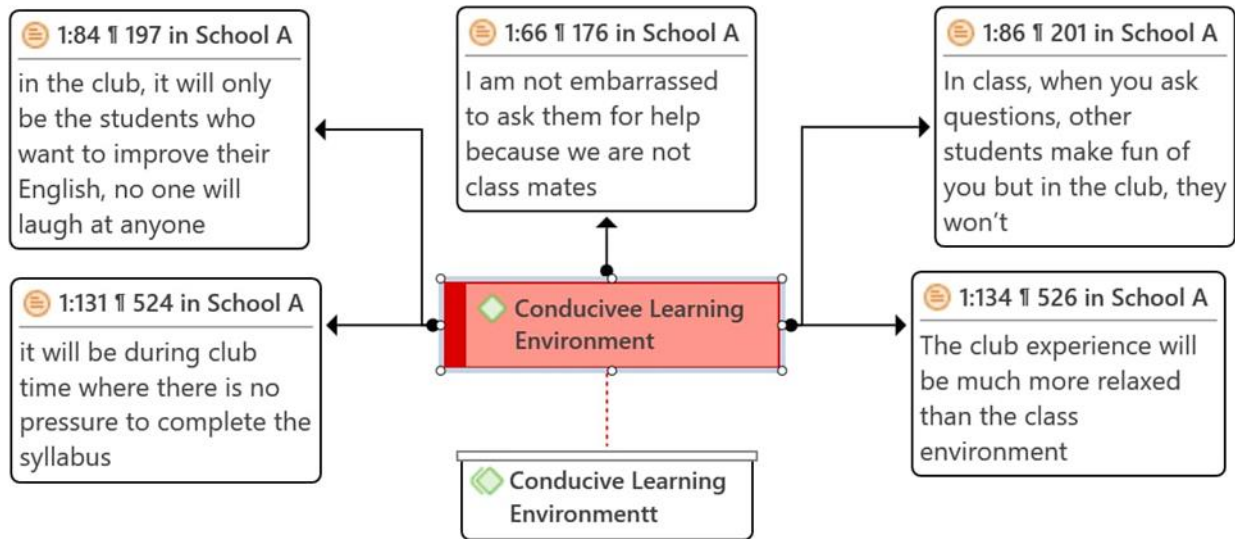 1:84 ¶ 197 in School A
in the club, it will only
be the students who
want to improve their
English, no one will
laugh at anyone
1:66 ¶ 176 in School A
I am not embarrassed
to ask them for help
because we are not
class mates
1:86 ¶ 201 in School A
In class, when you ask
questions, other
students make fun of
you but in the club, they
won't
1:131 ¶ 524 in School A
it will be during club
time where there is no
pressure to complete the
syllabus
Conducivee Learning
Environment
1:134 ¶ 526 in School A
The club experience will
be much more relaxed
than the class
environment
Conducive Learning
Environmentt